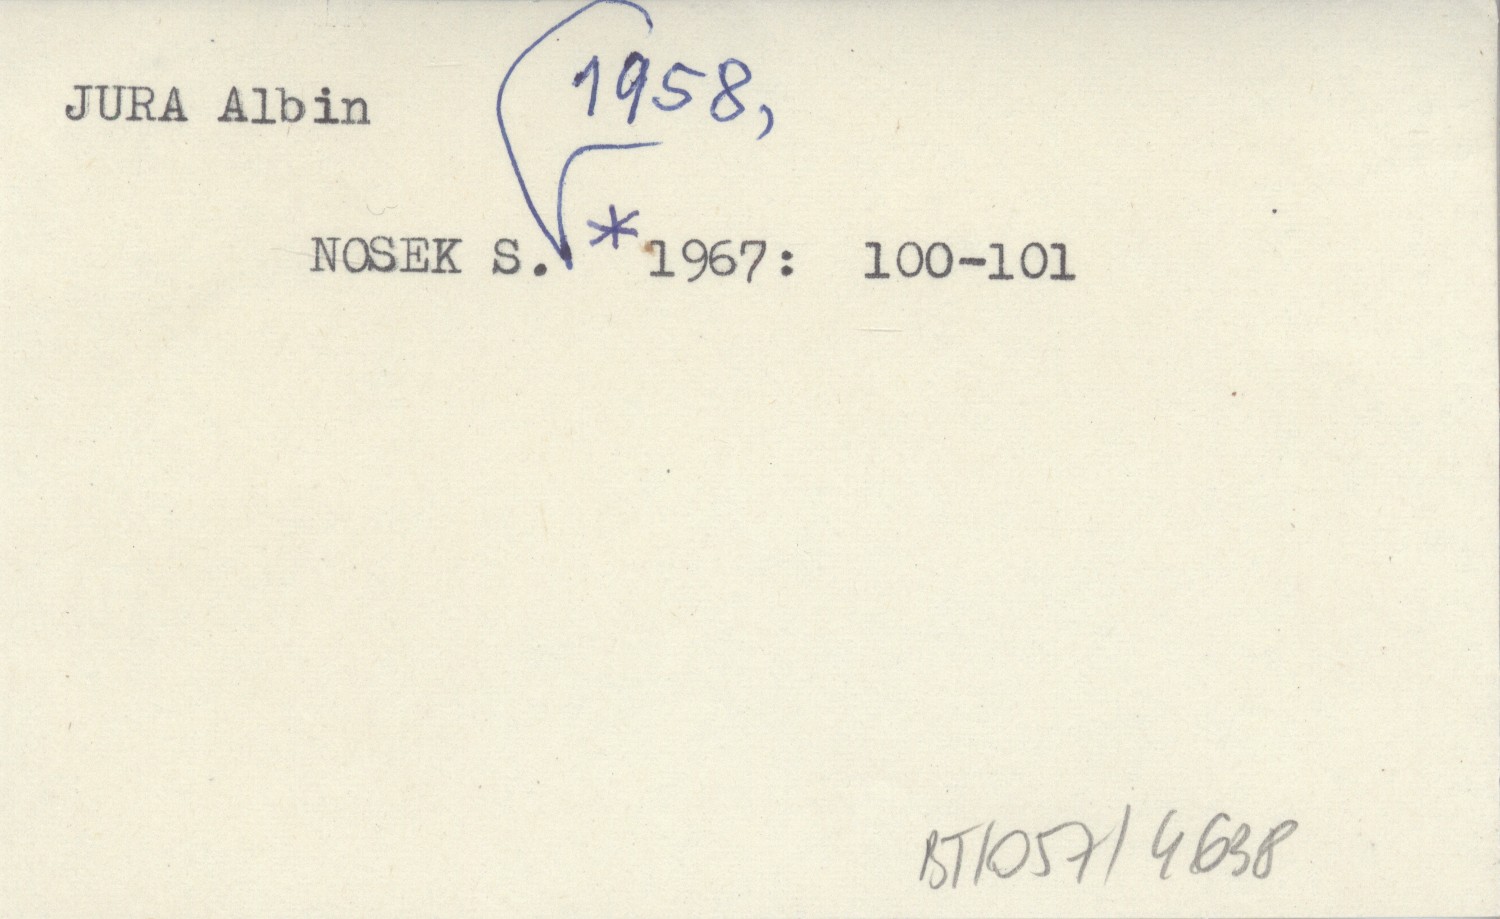 JURA Albin
1958,
NOSEK S. * 1967: 100-101
BT/057/4638